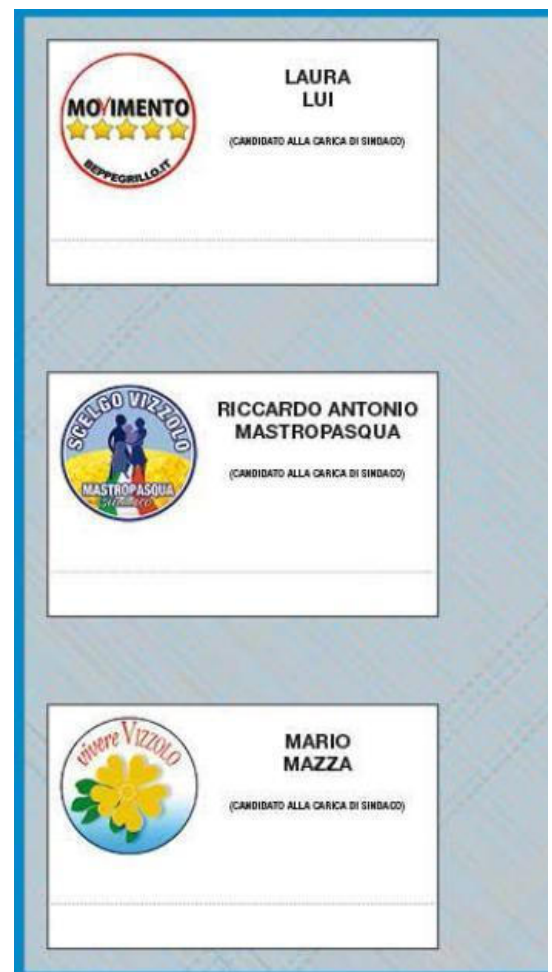 MOVIMENTO
BEPPEGRILLO.IT
LAURA
LUI
(CANDIDATO ALLA CARICA DI SINDACO)
SCELGO VIZZOLO
MASTROPASQUA
sindaco
RICCARDO ANTONIO
MASTROPASQUA
(CANDIDATO ALLA CARICA DI SINDACO)
vivere Vizzolo
MARIO
MAZZA
(CANDIDATO ALLA CARICA DI SINDACO)